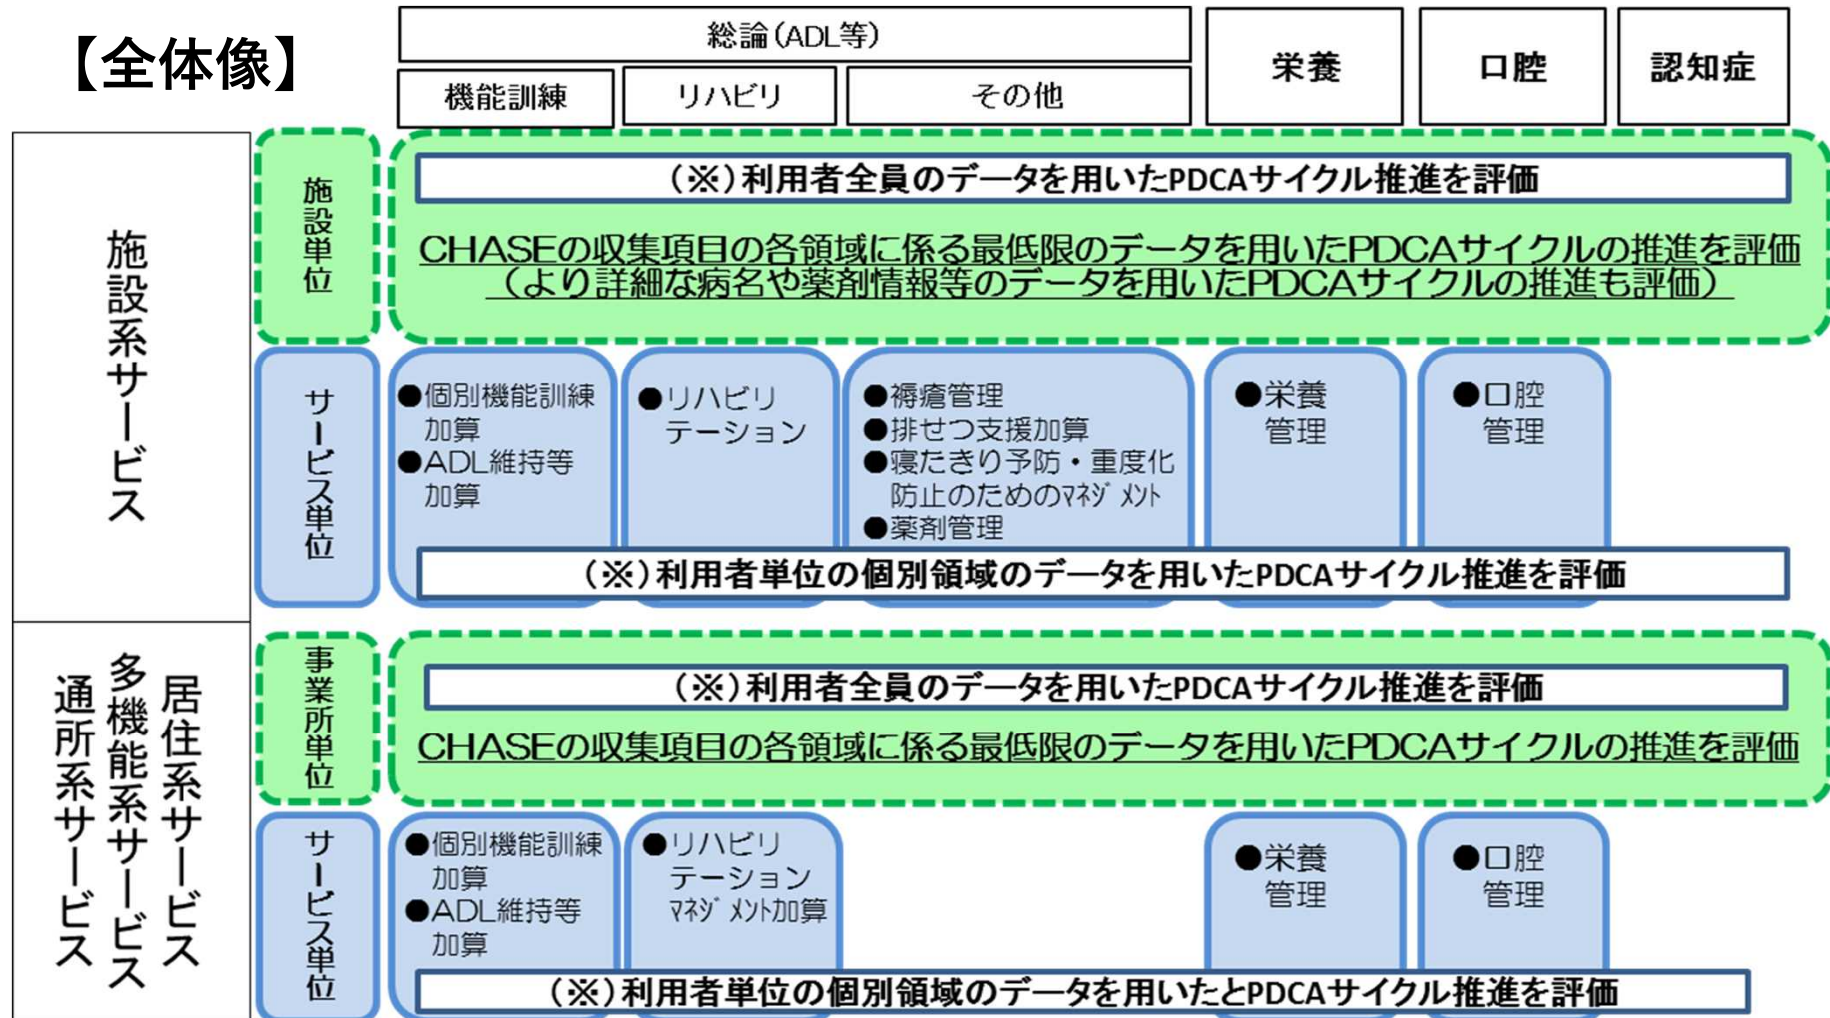 【全体像】
総論(ADL等)
機能訓練
リハビリ
その他
栄養
口腔
認知症
施設系サービス
施設単位
(※)利用者全員のデータを用いたPDCAサイクル推進を評価
CHASEの収集項目の各領域に係る最低限のデータを用いたPDCAサイクルの推進を評価
(より詳細な病名や薬剤情報等のデータを用いたPDCAサイクルの推進も評価)
サービス単位
●個別機能訓練
加算
●ADL維持等
加算
●リハビリ
テーション
●褥瘡管理
●排せつ支援加算
●寝たきり予防・重度化
防止のためのﾏﾈｼﾞﾒﾝﾄ
●薬剤管理
●栄養
管理
●口腔
管理
(※)利用者単位の個別領域のデータを用いたPDCAサイクル推進を評価
居住系サービス
多機能系サービス
通所系サービス
事業所単位
(※)利用者全員のデータを用いたPDCAサイクル推進を評価
CHASEの収集項目の各領域に係る最低限のデータを用いたPDCAサイクルの推進を評価
サービス単位
●個別機能訓練
加算
●ADL維持等
加算
●リハビリ
テーション
ﾏﾈｼﾞﾒﾝﾄ加算
●栄養
管理
●口腔
管理
(※)利用者単位の個別領域のデータを用いたとPDCAサイクル推進を評価